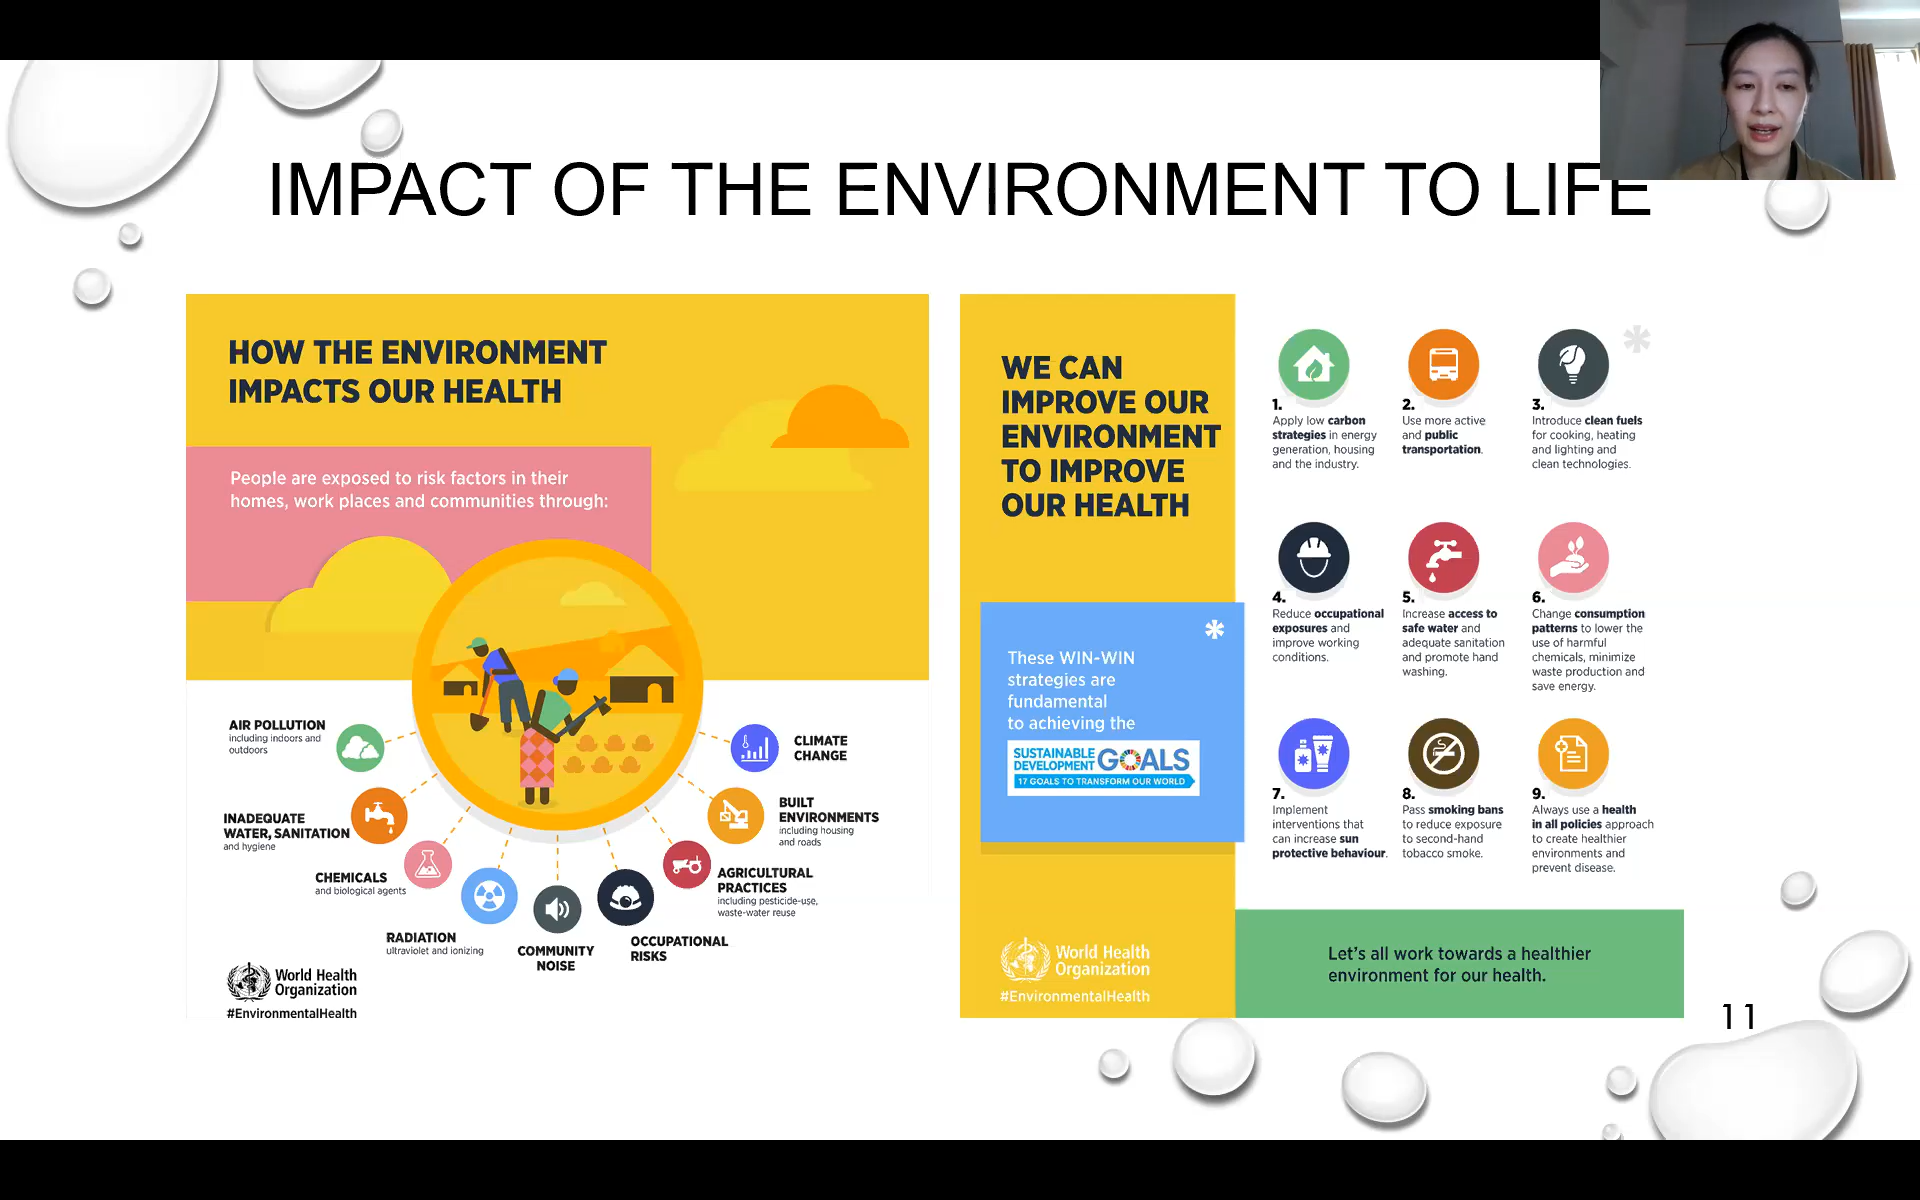 IMPACT OF THE ENVIRONMENT TO LIFE
HOW THE ENVIRONMENT
IMPACTS OUR HEALTH
People are exposed to risk factors in their
homes, work places and communities through:
AIR POLLUTION
including indoors and
outdoors
INADEQUATE
WATER, SANITATION
and hygiene
CHEMICALS
and biological agents
RADIATION
ultraviolet and ionizing
COMMUNITY
NOISE
OCCUPATIONAL
RISKS
AGRICULTURAL
PRACTICES
including pesticide-use,
waste-water reuse
BUILT
ENVIRONMENTS
including housing
and roads
CLIMATE
CHANGE
World Health
Organization
#EnvironmentalHealth
WE CAN
IMPROVE OUR
ENVIRONMENT
TO IMPROVE
OUR HEALTH
*
These WIN-WIN
strategies are
fundamental
to achieving the
SUSTAINABLE
DEVELOPMENT GOALS
17 GOALS TO TRANSFORM OUR WORLD
World Health
Organization
#EnvironmentalHealth
*
1.
Apply low carbon
strategies in energy
generation, housing
and the industry.
2.
Use more active
and public
transportation.
3.
Introduce clean fuels
for cooking, heating
and lighting and
clean technologies.
4.
Reduce occupational
exposures and
improve working
conditions.
5.
Increase access to
safe water and
adequate sanitation
and promote hand
washing.
6.
Change consumption
patterns to lower the
use of harmful
chemicals, minimize
waste production and
save energy.
7.
Implement
interventions that
can increase sun
protective behaviour.
8.
Pass smoking bans
to reduce exposure
to second-hand
tobacco smoke.
9.
Always use a health
in all policies approach
to create healthier
environments and
prevent disease.
Let's all work towards a healthier
environment for our health.
11